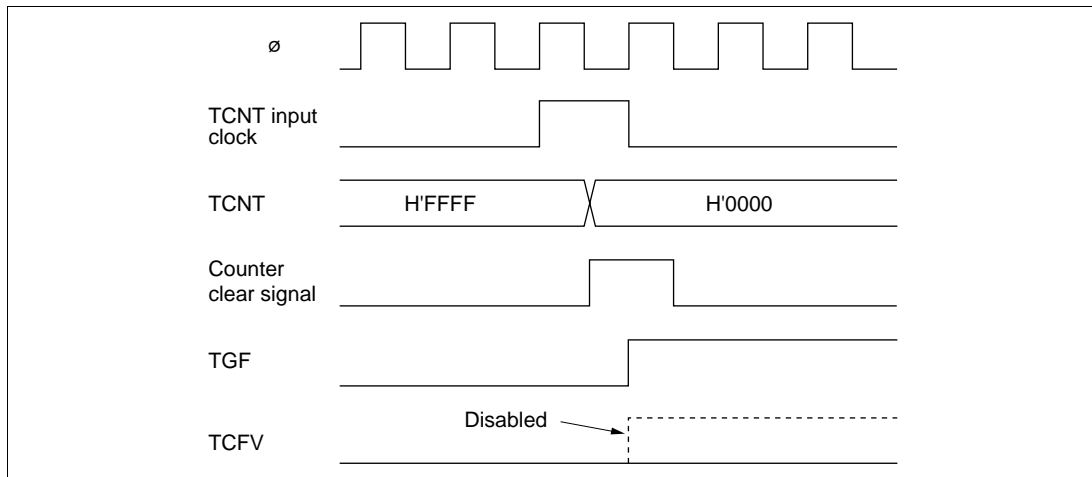 ø
TCNT input
clock
TCNT
H'FFFF
H'0000
Counter
clear signal
TGF
Disabled
TCFV